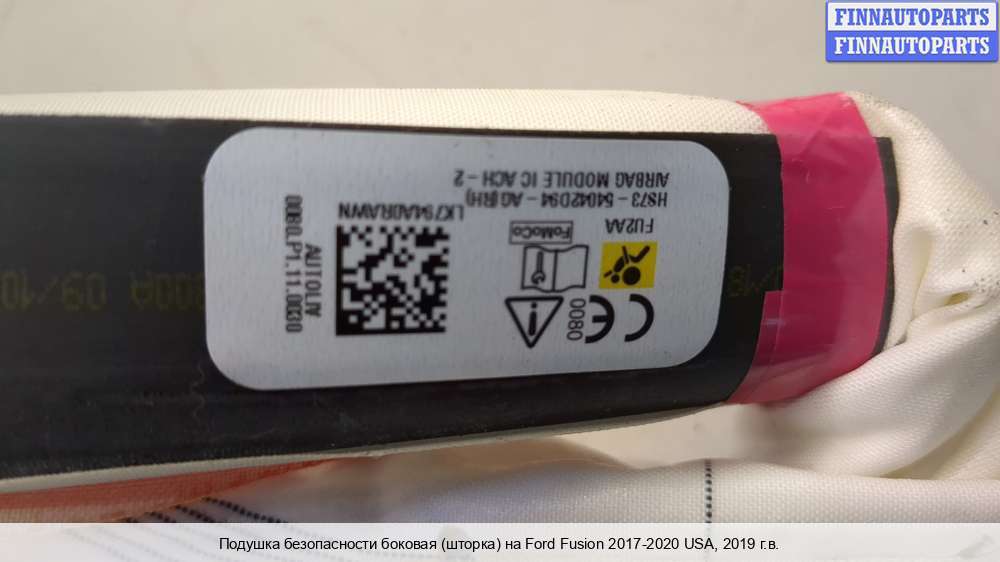 FINNAUTOPARTS
FINNAUTOPARTS
0080
FU2AA
FoMoCo
HS73 - 54042D94 - AG(RH)
AIRBAG MODULE IC ACH - 2
LK794A0RAWN
AUTOLIV
0080.P1.11.0030
Подушка безопасности боковая (шторка) на Ford Fusion 2017-2020 USA, 2019 г.в.